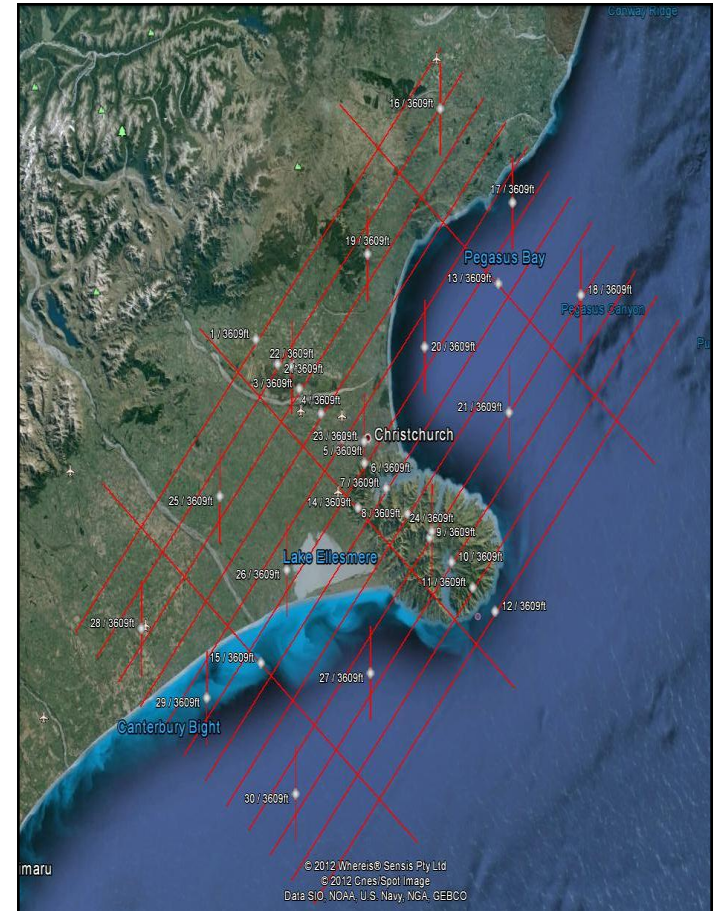 Conway Ridge
16 / 3609ft
17 / 3609ft
19 / 3609ft
Pegasus Bay
13 / 3609ft
18 / 3609ft
Pegasus Canyon
1 / 3609ft
Pu
20 / 3609ft
22 / 3609ft
2 / 3609ft
3 / 3609ft
4 / 3609ft
21 / 3609ft
23 / 3609ft
Christchurch
5 / 3609ft
6 / 3609ft
7 / 3609ft
25 / 3609ft
14 / 3609ft
8 / 3609ft
24 / 3609ft
9 / 3609ft
Lake Ellesmere
10 / 3609ft
26 / 3609ft
11 / 3609ft
12 / 3609ft
28 / 3609ft
15 / 3609ft
27 / 3609ft
29 / 3609ft
Canterbury Bight
30 / 3609ft
imaru
© 2012 Whereis® Sensis Pty Ltd
© 2012 Cnes/Spot Image
Data SIO, NOAA, U.S. Navy, NGA, GEBCO